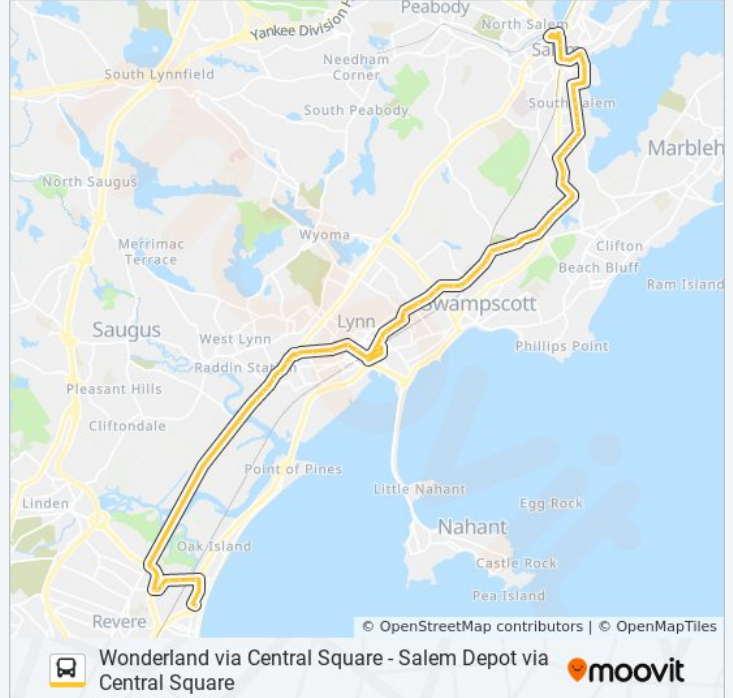 Peabody
North Salem
Yankee Division H
Salem
Needham
Corner
South Lynnfield
South Peabody
South Salem
Marbleh
North Saugus
Wyoma
Merrimac
Terrace
Clifton
Beach Bluff
Ram Island
Swampscott
Lynn
Saugus
West Lynn
Phillips Point
Raddin Station
Pleasant Hills
Cliftondale
Point of Pines
Little Nahant
Linden
Egg Rock
Nahant
Oak Island
Castle Rock
Pea Island
Revere
© OpenStreetMap contributors | © OpenMapTiles
Wonderland via Central Square - Salem Depot via
Central Square
moovit